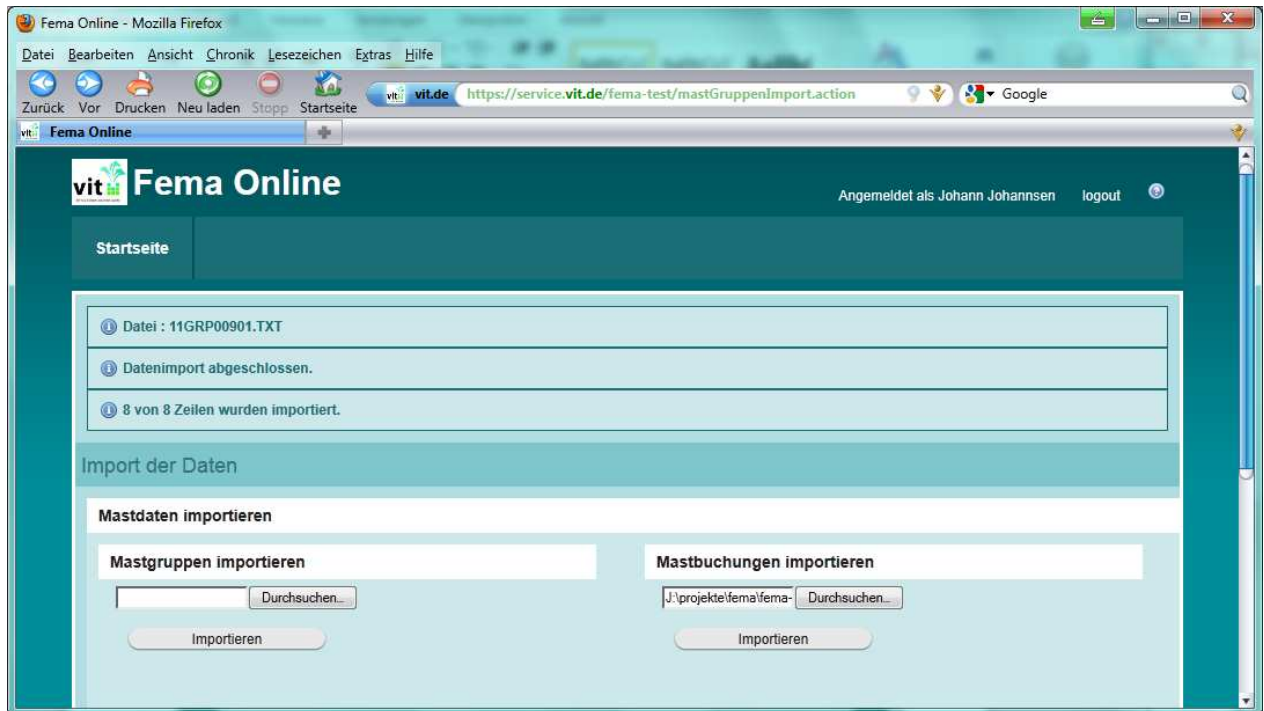 Fema Online - Mozilla Firefox
Datei Bearbeiten Ansicht Chronik Lesezeichen Extras Hilfe
Zurück Vor Drucken Neu laden Stopp Startseite
vit vit.de https://service.vit.de/fema-test/mastGruppenImport.action Google
vit Fema Online
vit Fema Online
Angemeldet als Johann Johannsen logout
Startseite
Datei : 11GRP00901.TXT
Datenimport abgeschlossen.
8 von 8 Zeilen wurden importiert.
Import der Daten
Mastdaten importieren
Mastgruppen importieren Mastbuchungen importieren
Durchsuchen... J:\projekte\fema\fema- Durchsuchen...
Importieren Importieren